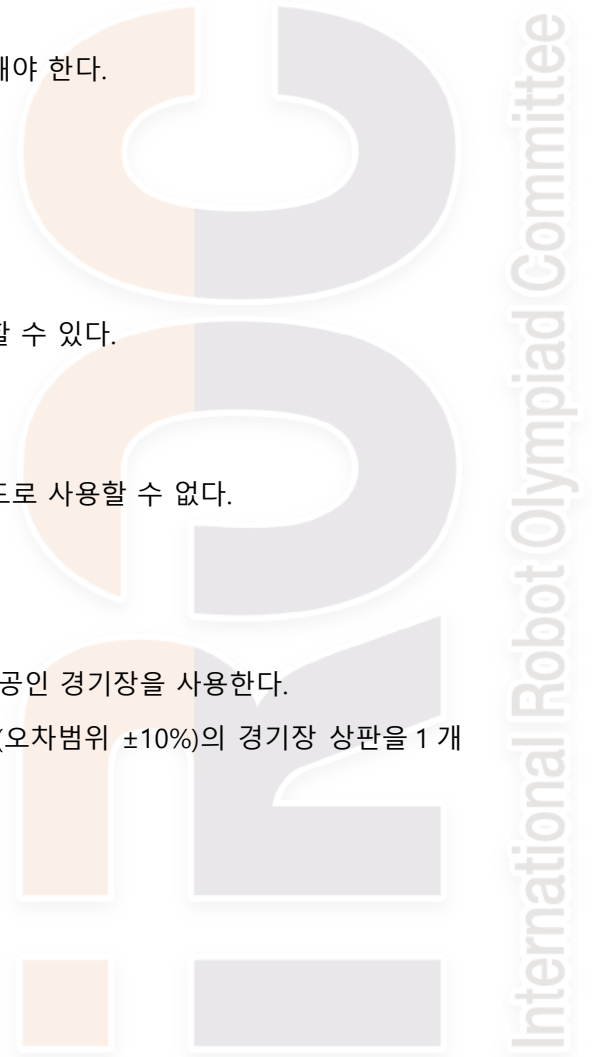 해야 한다.
할 수 있다.
드로 사용할 수 없다.
공인 경기장을 사용한다.
(오차범위 ±10%)의 경기장 상판을 1 개
iROC
International Robot Olympiad Committee